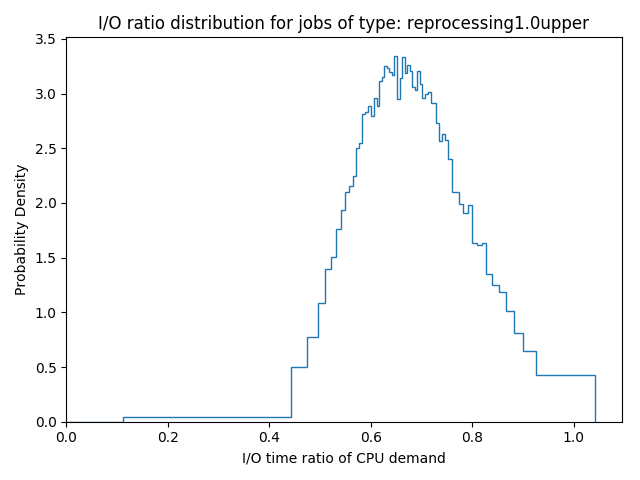 I/O ratio distribution for jobs of type: reprocessing1.0upper
3.5
3.0
2.5
2.0
1.5
1.0
0.5
0.0
Probability Density
0.0 0.2 0.4 0.6 0.8 1.0
I/O time ratio of CPU demand